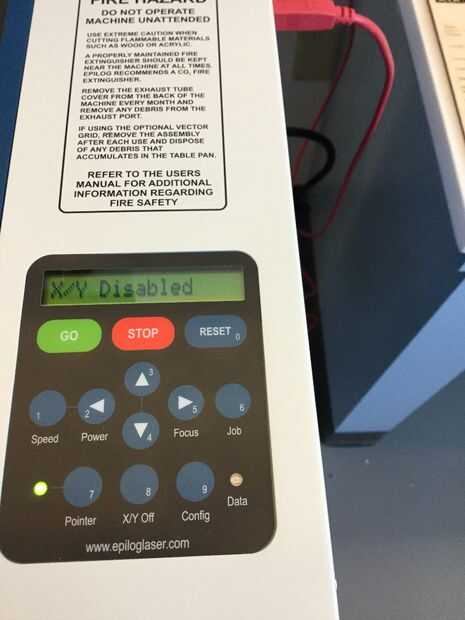 FIRE HAZARD
DO NOT OPERATE
MACHINE UNATTENDED
USE EXTREME CAUTION WHEN
CUTTING FLAMMABLE MATERIALS
SUCH AS WOOD OR ACRYLIC.
A PROPERLY MAINTAINED FIRE
EXTINGUISHER SHOULD BE KEPT
NEAR THE MACHINE AT ALL TIMES.
EPILOG RECOMMENDS A CO, FIRE
EXTINGUISHER.
REMOVE THE EXHAUST TUBE
COVER FROM THE BACK OF THE
MACHINE EVERY MONTH AND
REMOVE ANY DEBRIS FROM THE
EXHAUST PORT.
IF USING THE OPTIONAL VECTOR
GRID, REMOVE THE ASSEMBLY
AFTER EACH USE AND DISPOSE
OF ANY DEBRIS THAT
ACCUMULATES IN THE TABLE PAN.
REFER TO THE USERS
MANUAL FOR ADDITIONAL
INFORMATION REGARDING
FIRE SAFETY
X/Y Disabled
GO
STOP
RESET 0
3
1
2
5
6
4
Speed
Power
Focus
Job
7
8
9
Pointer
X/Y Off
Config
Data
www.epiloglaser.com